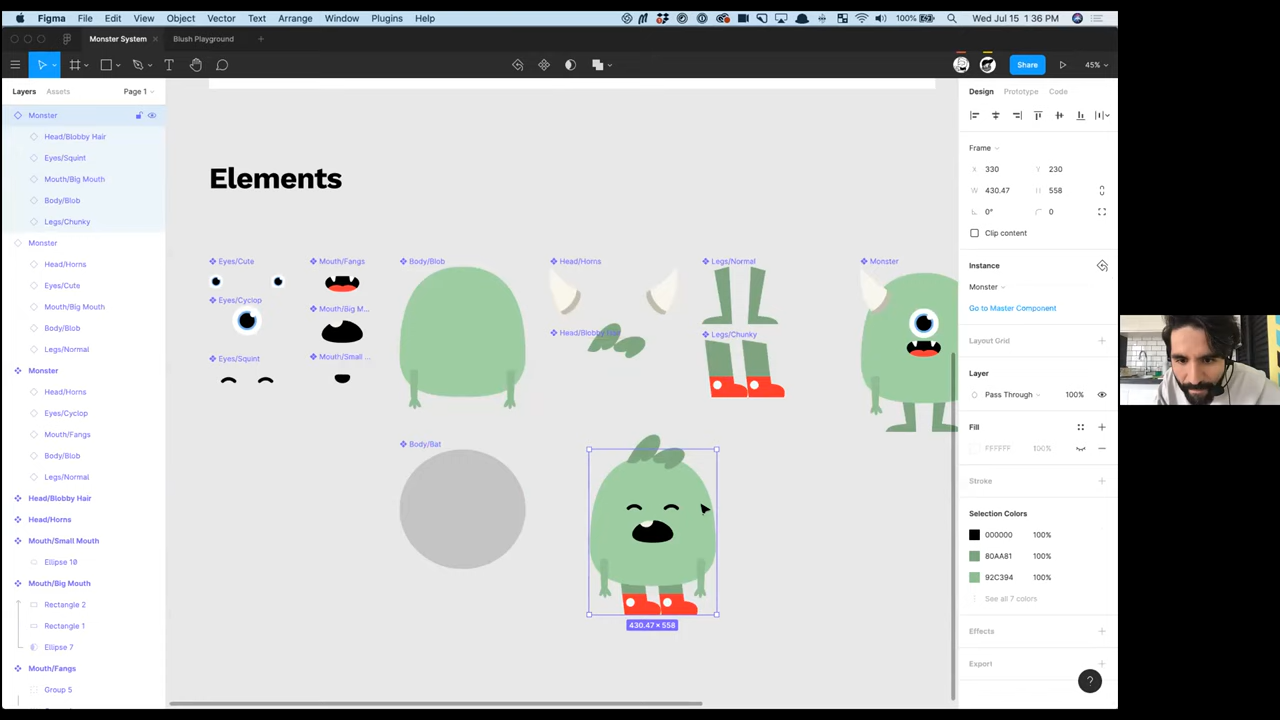 Figma File Edit View Object Vector Text Arrange Window Plugins Help 100% Wed Jul 15 1:36 PM
Monster System Blush Playground
Share 45%
Layers Assets Page 1 Design Prototype Code
Monster
Head/Blobby Hair
Eyes/Squint
Mouth/Big Mouth
Body/Blob
Legs/Chunky
Monster
Head/Horns
Eyes/Cute
Mouth/Big Mouth
Body/Blob
Legs/Normal
Monster
Head/Horns
Eyes/Cyclop
Mouth/Fangs
Body/Blob
Legs/Normal
Head/Blobby Hair
Head/Horns
Mouth/Small Mouth
Ellipse 10
Mouth/Big Mouth
Rectangle 2
Rectangle 1
Ellipse 7
Mouth/Fangs
Group 5
Elements
Eyes/Cute Mouth/Fangs Body/Blob Head/Horns Legs/Normal Monster
Eyes/Cyclop Mouth/Big M...
Head/Blobby Hair Legs/Chunky
Eyes/Squint Mouth/Small ...
Body/Bat
430.47 × 558
Frame
X 330 Y 230
W 430.47 H 558
0° 0
Clip content
Instance
Monster
Go to Master Component
Layout Grid
Layer
Pass Through 100%
Fill
FFFFFF 100%
Stroke
Selection Colors
000000 100%
80AA81 100%
92C394 100%
See all 7 colors
Effects
Export
?